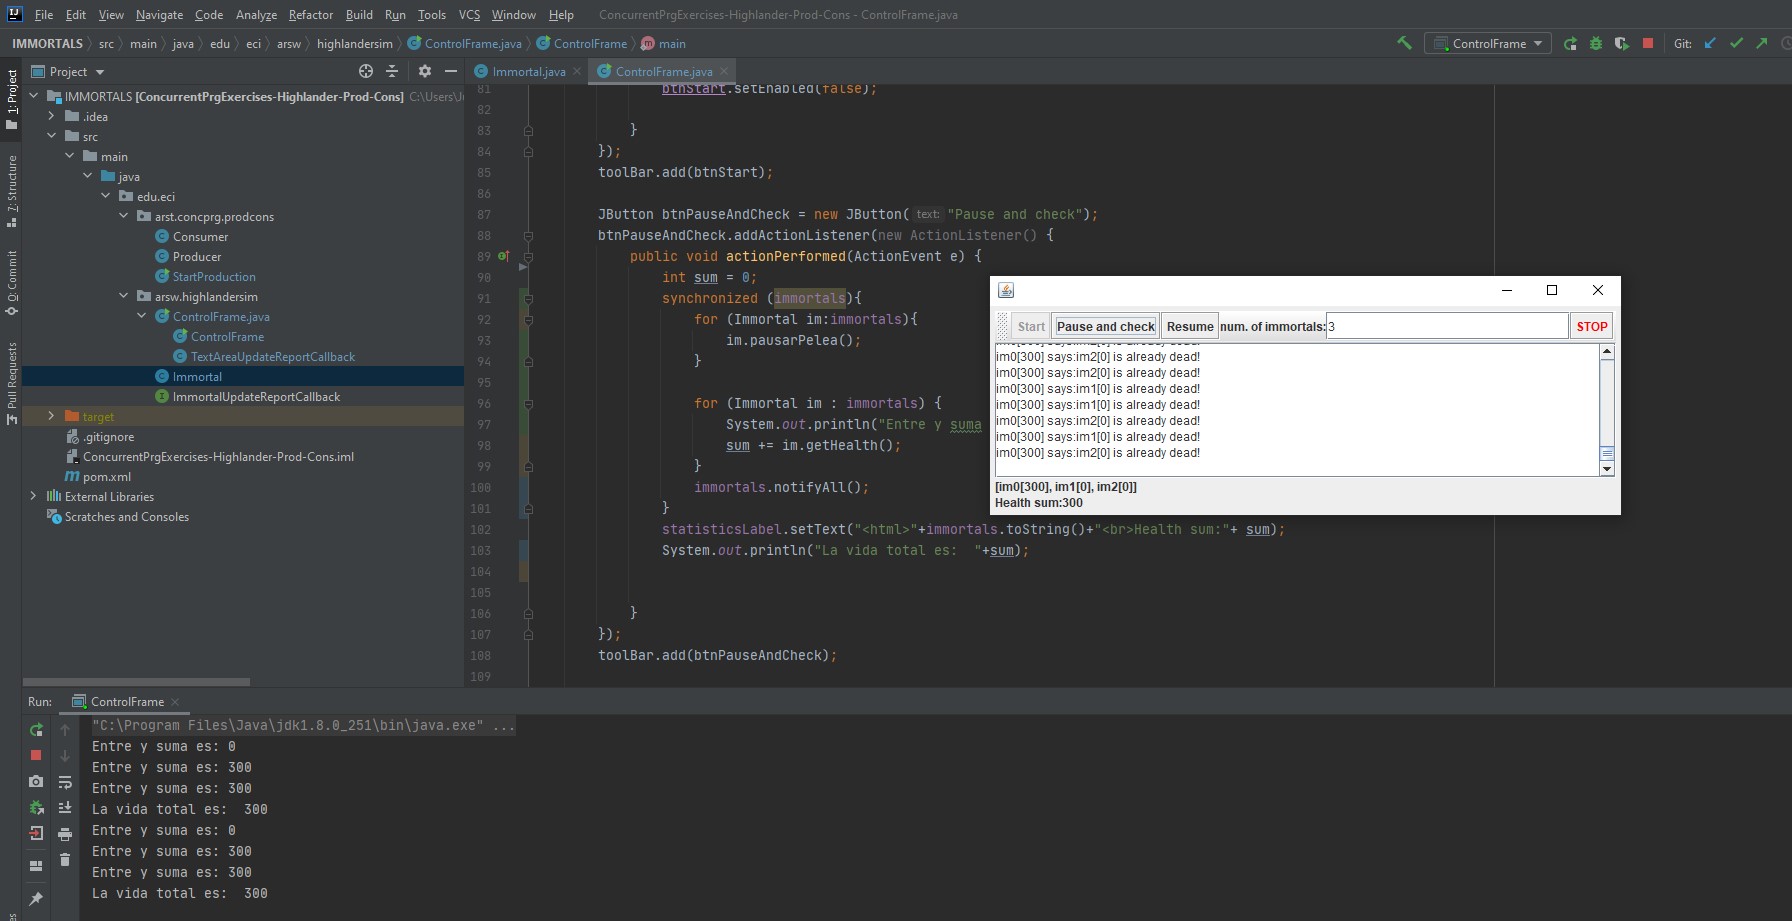 File Edit View Navigate Code Analyze Refactor Build Run Tools VCS Window Help ConcurrentPrgExercises-Highlander-Prod-Cons - ControlFrame.java
IMMORTALS src main java edu eci arsw highlandersim ControlFrame.java ControlFrame main
ControlFrame Git:
Project
Immortal.java ControlFrame.java
1: Project
7: Structure
0: Commit
Pull Requests
IMMORTALS [ConcurrentPrgExercises-Highlander-Prod-Cons] C:\Users\Ju
.idea
src
main
java
edu.eci
arst.concprg.prodcons
Consumer
Producer
StartProduction
arsw.highlandersim
ControlFrame.java
ControlFrame
TextAreaUpdateReportCallback
Immortal
ImmortalUpdateReportCallback
target
.gitignore
ConcurrentPrgExercises-Highlander-Prod-Cons.iml
pom.xml
External Libraries
Scratches and Consoles
81 btnStart.setEnabled(false);
82
83 }
84 });
85 toolBar.add(btnStart);
86
87 JButton btnPauseAndCheck = new JButton( text: "Pause and check");
88 btnPauseAndCheck.addActionListener(new ActionListener() {
89 public void actionPerformed(ActionEvent e) {
90 int sum = 0;
91 synchronized (immortals){
92 for (Immortal im:immortals){
93 im.pausarPelea();
94 }
95
96 for (Immortal im : immortals) {
97 System.out.println("Entre y suma
98 sum += im.getHealth();
99 }
100 immortals.notifyAll();
101 }
102 statisticsLabel.setText("<html>"+immortals.toString()+"<br>Health sum:"+ sum);
103 System.out.println("La vida total es:  "+sum);
104
105
106 }
107 });
108 toolBar.add(btnPauseAndCheck);
109
Start Pause and check Resume num. of immortals: 3 STOP
im0[300] says:im2[0] is already dead!
im0[300] says:im2[0] is already dead!
im0[300] says:im2[0] is already dead!
im0[300] says:im1[0] is already dead!
im0[300] says:im1[0] is already dead!
im0[300] says:im2[0] is already dead!
im0[300] says:im1[0] is already dead!
im0[300] says:im2[0] is already dead!
[im0[300], im1[0], im2[0]]
Health sum:300
Run: ControlFrame
"C:\Program Files\Java\jdk1.8.0_251\bin\java.exe" ...
Entre y suma es: 0
Entre y suma es: 300
Entre y suma es: 300
La vida total es:  300
Entre y suma es: 0
Entre y suma es: 300
Entre y suma es: 300
La vida total es:  300